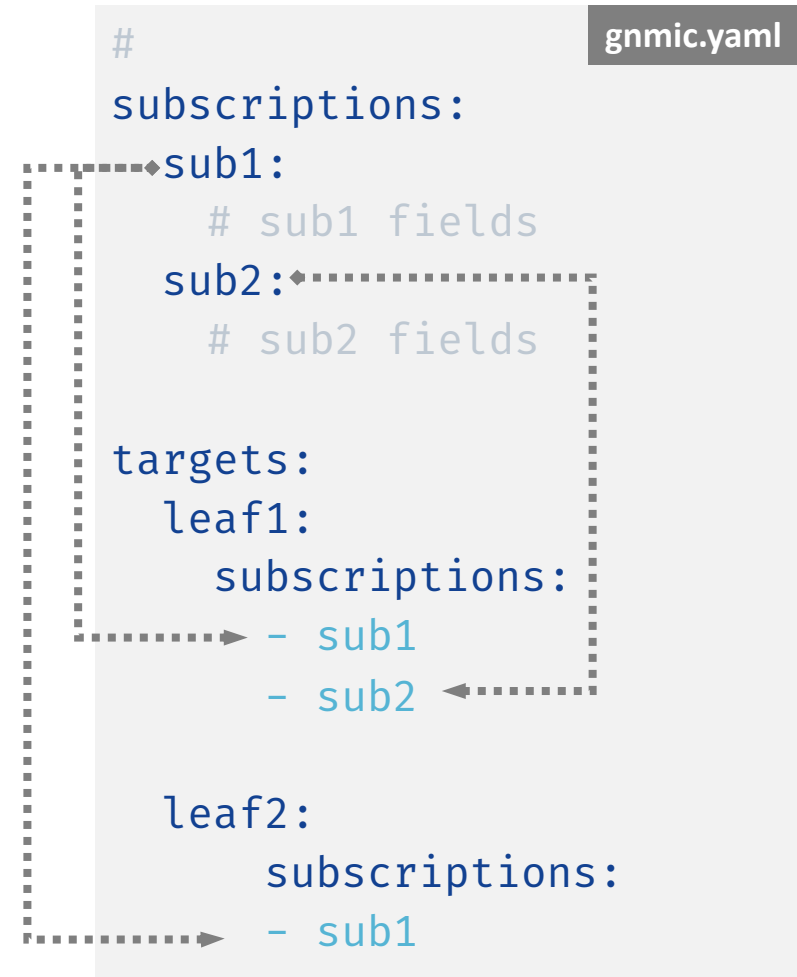 gnmic.yaml
#
subscriptions:
  sub1:
    # sub1 fields
  sub2:
    # sub2 fields

targets:
  leaf1:
    subscriptions:
      - sub1
      - sub2

  leaf2:
      subscriptions:
      - sub1